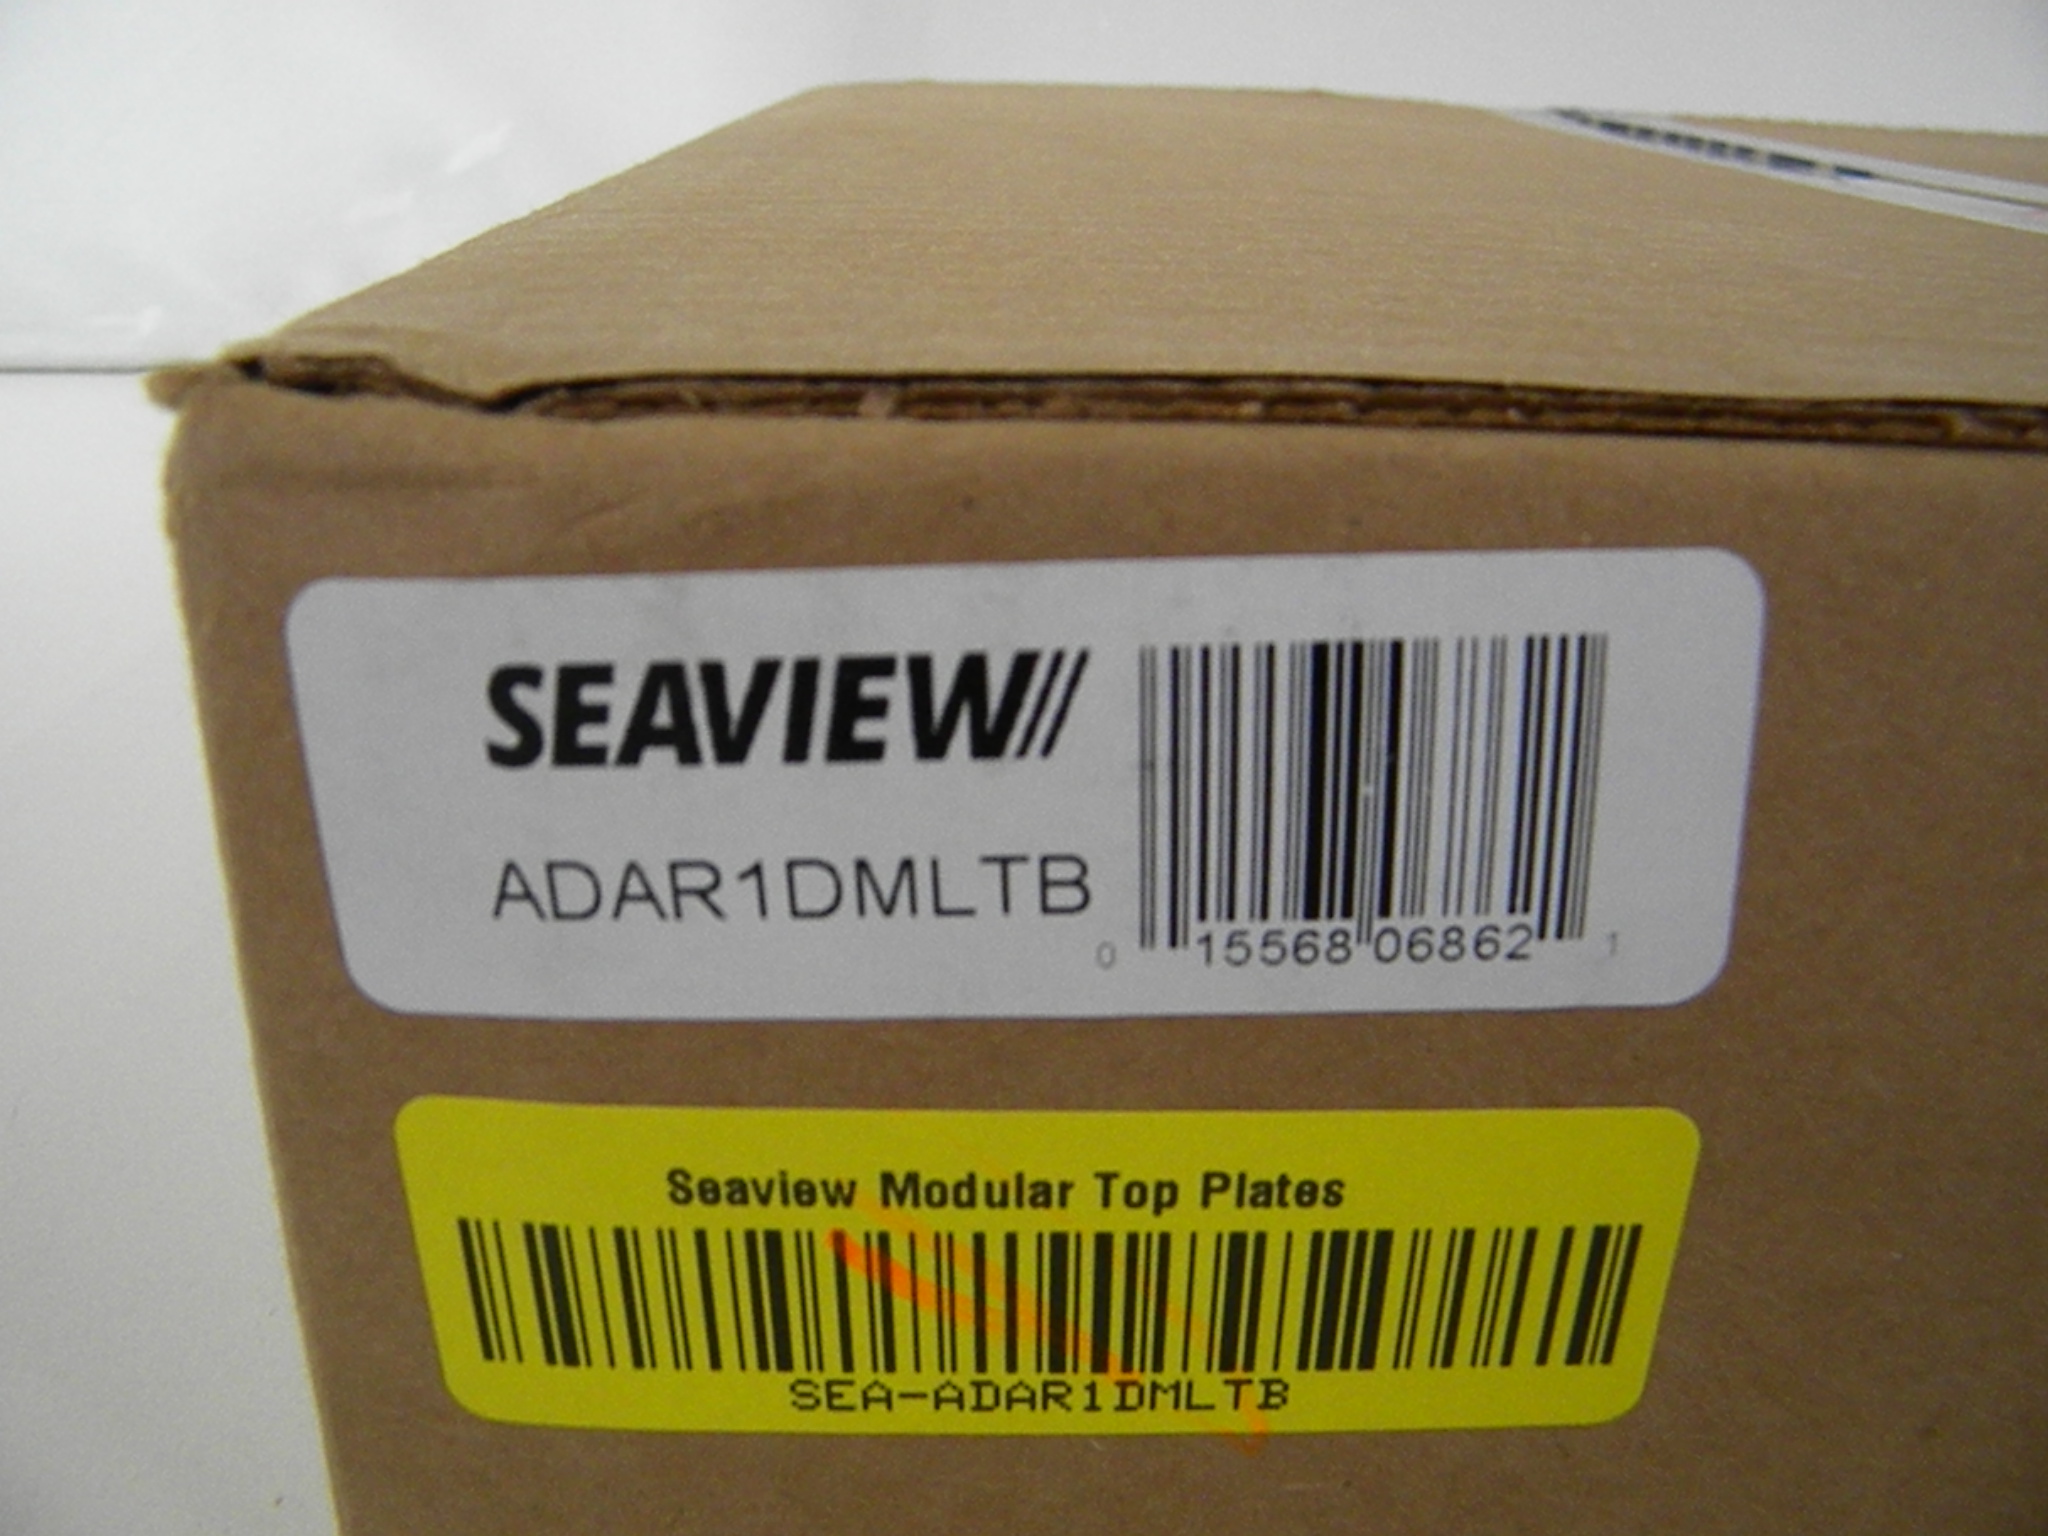 SEAVIEW
ADAR1DMLTB
0 15568 06862 1
Seaview Modular Top Plates
SEA-ADAR1DMLTB